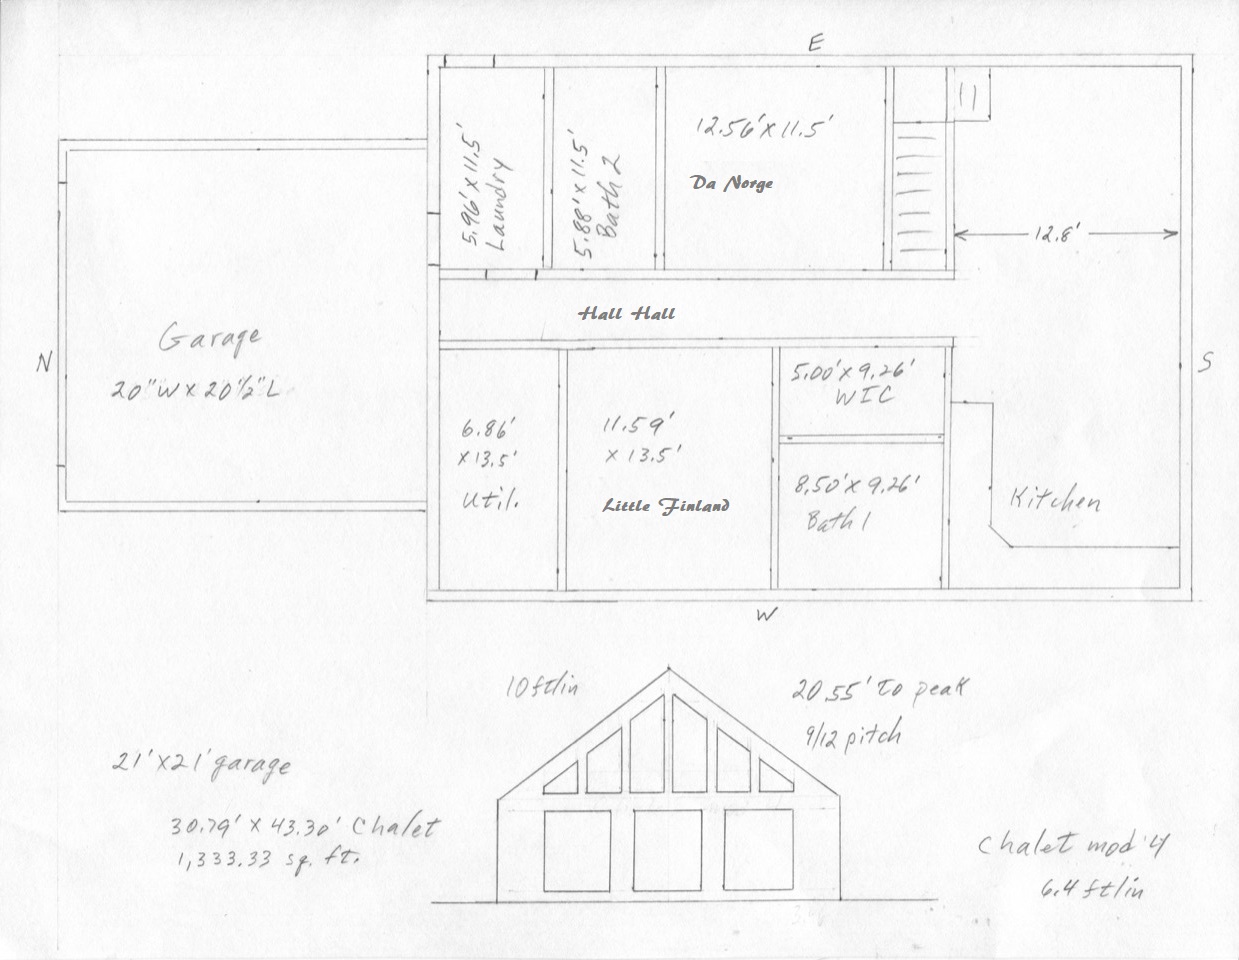 E
12.56' x 11.5'
Da Norge
5.96' x 11.5'
Laundry
5.88' x 11.5'
Bath 2
12.8'
Hall Hall
Garage
20"W x 20½"L
N
S
5.00' x 9.26'
WIC
6.86'
x 13.5'
Util.
11.59'
x 13.5'
Little Finland
8.50' x 9.26'
Bath 1
Kitchen
W
10ft/in
20.55' to peak
9/12 pitch
21' x 21' garage
30.79' x 43.30' Chalet
1,333.33 sq. ft.
Chalet mod 4
6.4 ft/in